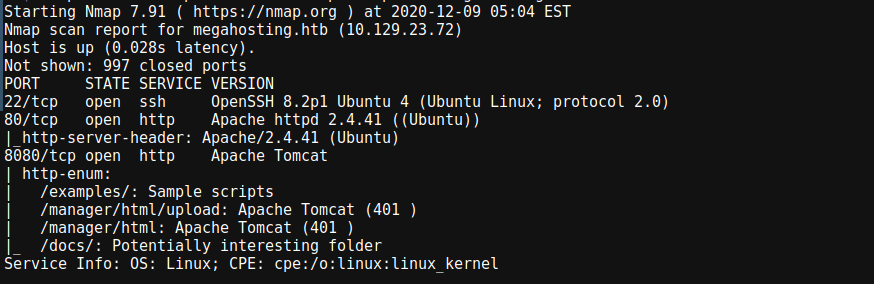 Starting Nmap 7.91 ( https://nmap.org ) at 2020-12-09 05:04 EST
Nmap scan report for megahosting.htb (10.129.23.72)
Host is up (0.028s latency).
Not shown: 997 closed ports
PORT     STATE SERVICE VERSION
22/tcp   open  ssh     OpenSSH 8.2p1 Ubuntu 4 (Ubuntu Linux; protocol 2.0)
80/tcp   open  http    Apache httpd 2.4.41 ((Ubuntu))
|_http-server-header: Apache/2.4.41 (Ubuntu)
8080/tcp open  http    Apache Tomcat
| http-enum:
|   /examples/: Sample scripts
|   /manager/html/upload: Apache Tomcat (401 )
|   /manager/html: Apache Tomcat (401 )
|_  /docs/: Potentially interesting folder
Service Info: OS: Linux; CPE: cpe:/o:linux:linux_kernel